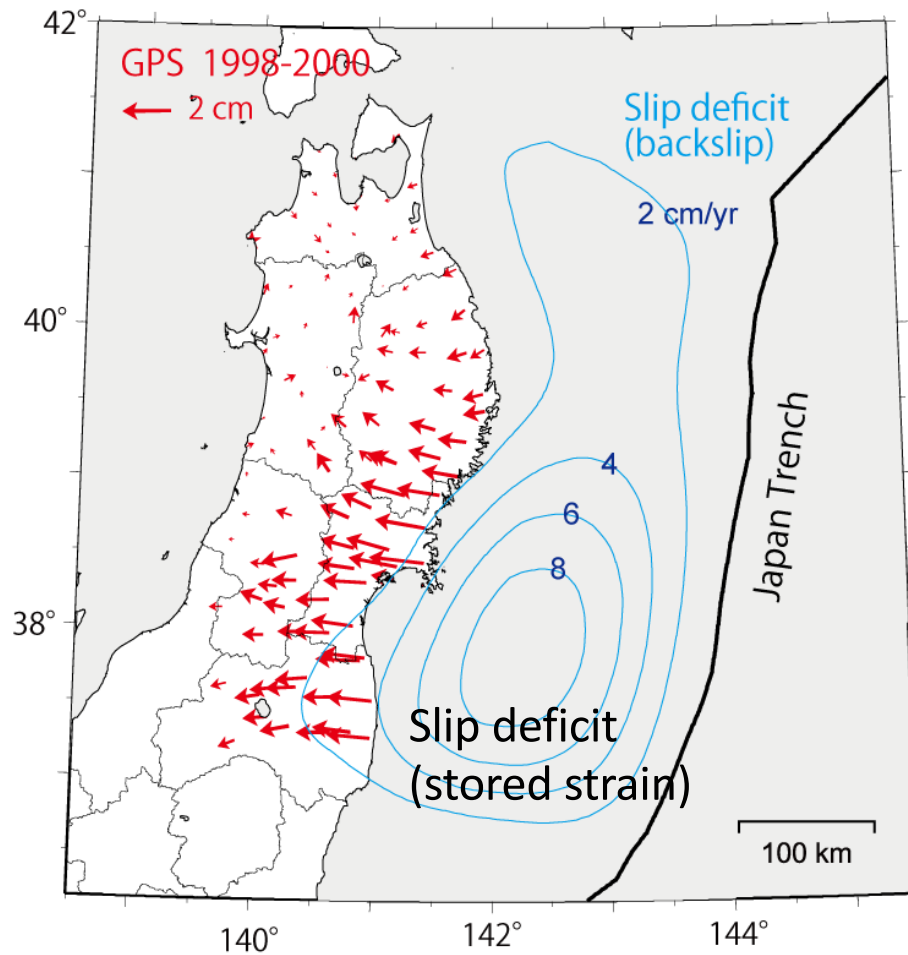 42°
GPS 1998-2000
2 cm
Slip deficit
(backslip)
2 cm/yr
40°
Japan Trench
4
6
8
38°
Slip deficit
(stored strain)
100 km
140°
142°
144°